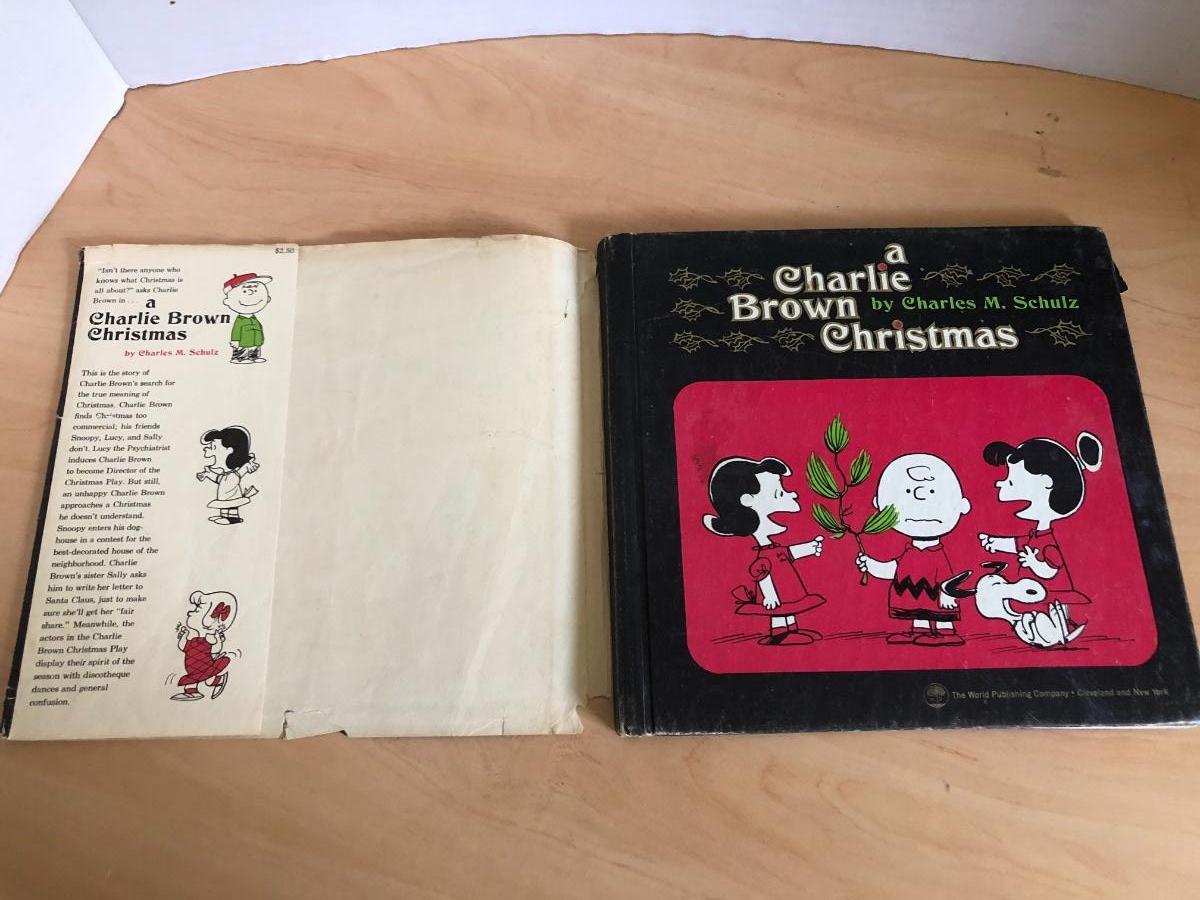 $2.50
"Isn't there anyone who
knows what Christmas is
all about?" asks Charlie
Brown in . . .
a
Charlie Brown
Christmas
by Charles M. Schulz
This is the story of
Charlie Brown's search for
the true meaning of
Christmas. Charlie Brown
finds Christmas too
commercial; his friends
Snoopy, Lucy, and Sally
don't. Lucy the Psychiatrist
induces Charlie Brown
to become Director of the
Christmas Play. But still,
an unhappy Charlie Brown
approaches a Christmas
he doesn't understand.
Snoopy enters his dog-
house in a contest for the
best-decorated house of the
neighborhood. Charlie
Brown's sister Sally asks
him to write her letter to
Santa Claus, just to make
sure she'll get her "fair
share." Meanwhile, the
actors in the Charlie
Brown Christmas Play
display their spirit of the
season with discotheque
dances and general
confusion.
a
Charlie
Brown by Charles M. Schulz
Christmas
The World Publishing Company • Cleveland and New York